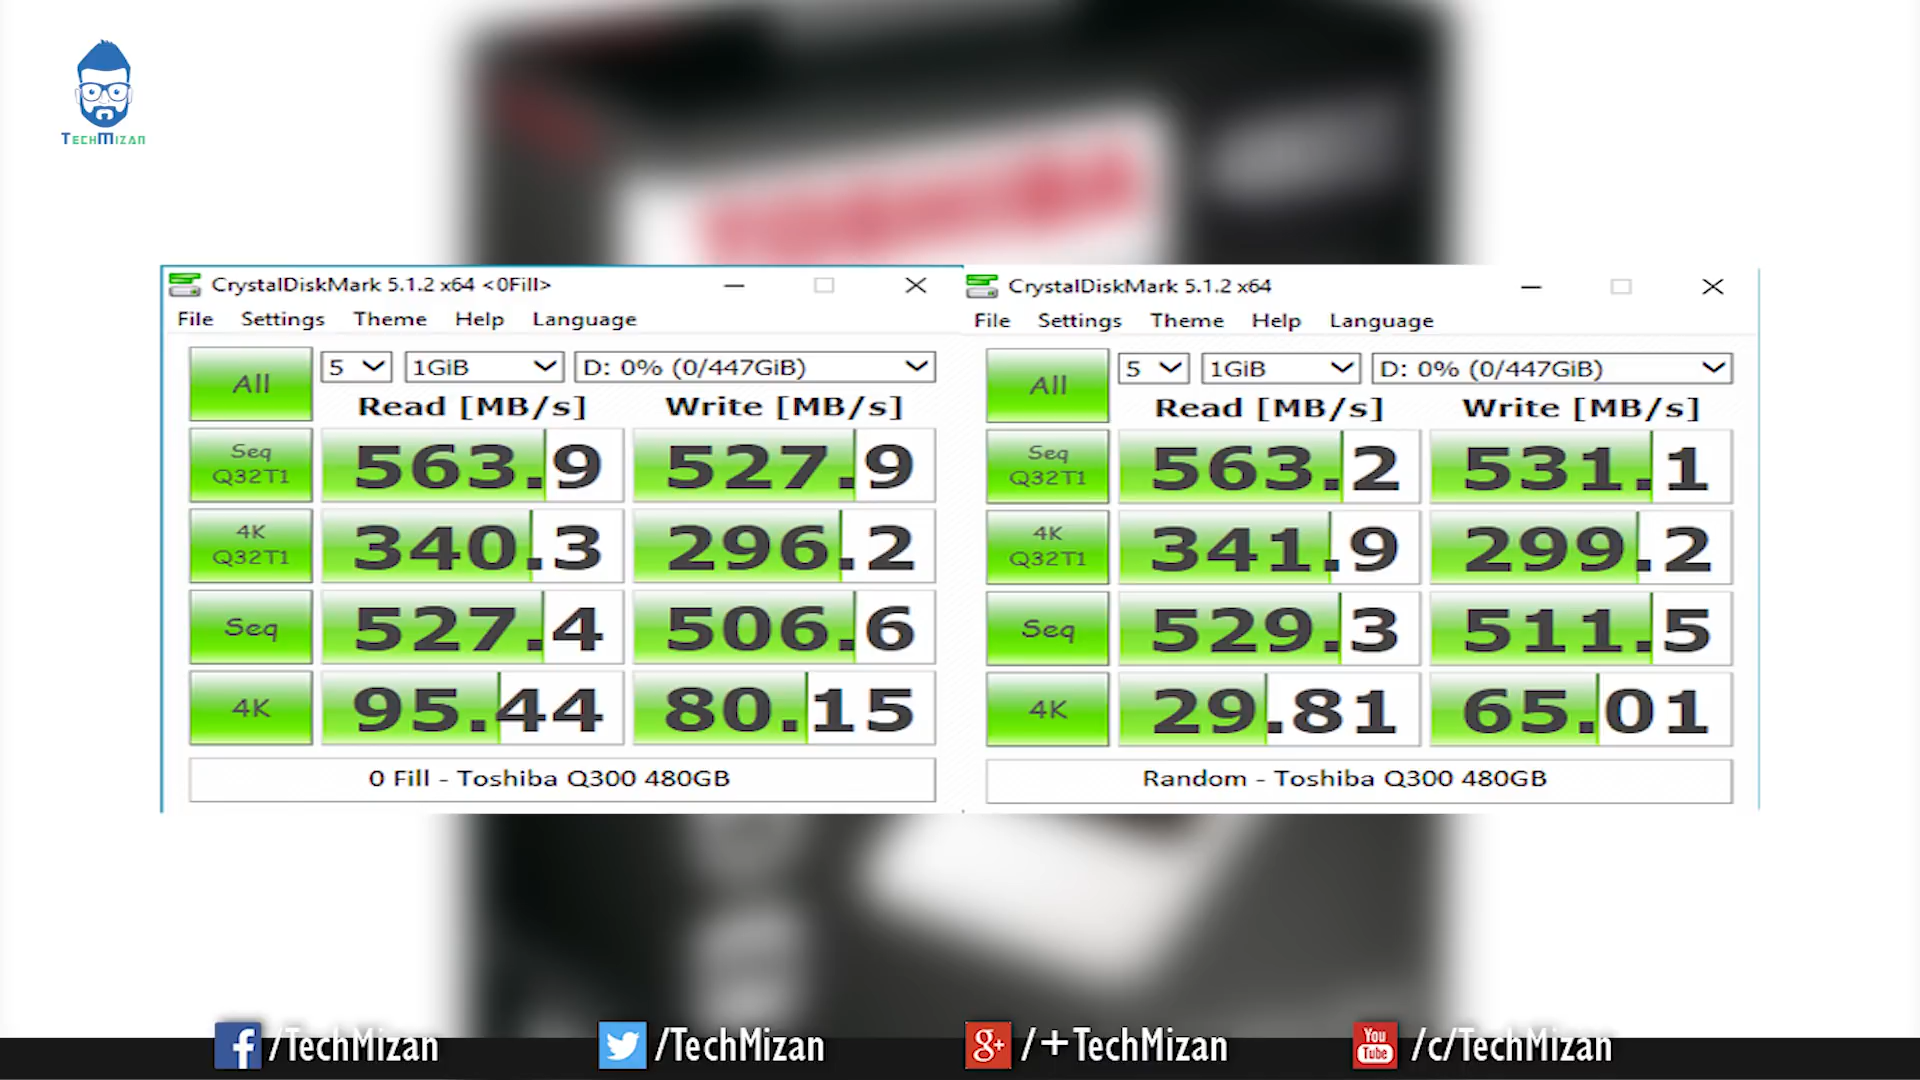 TECHMIZAN
CrystalDiskMark 5.1.2 x64 <0Fill>
File Settings Theme Help Language
All 5 1GiB D: 0% (0/447GiB)
Read [MB/s] Write [MB/s]
Seq Q32T1 563.9 527.9
4K Q32T1 340.3 296.2
Seq 527.4 506.6
4K 95.44 80.15
0 Fill - Toshiba Q300 480GB
CrystalDiskMark 5.1.2 x64
File Settings Theme Help Language
All 5 1GiB D: 0% (0/447GiB)
Read [MB/s] Write [MB/s]
Seq Q32T1 563.2 531.1
4K Q32T1 341.9 299.2
Seq 529.3 511.5
4K 29.81 65.01
Random - Toshiba Q300 480GB
TOSHIBA
f /TechMizan /TechMizan g+ /+TechMizan You Tube /c/TechMizan